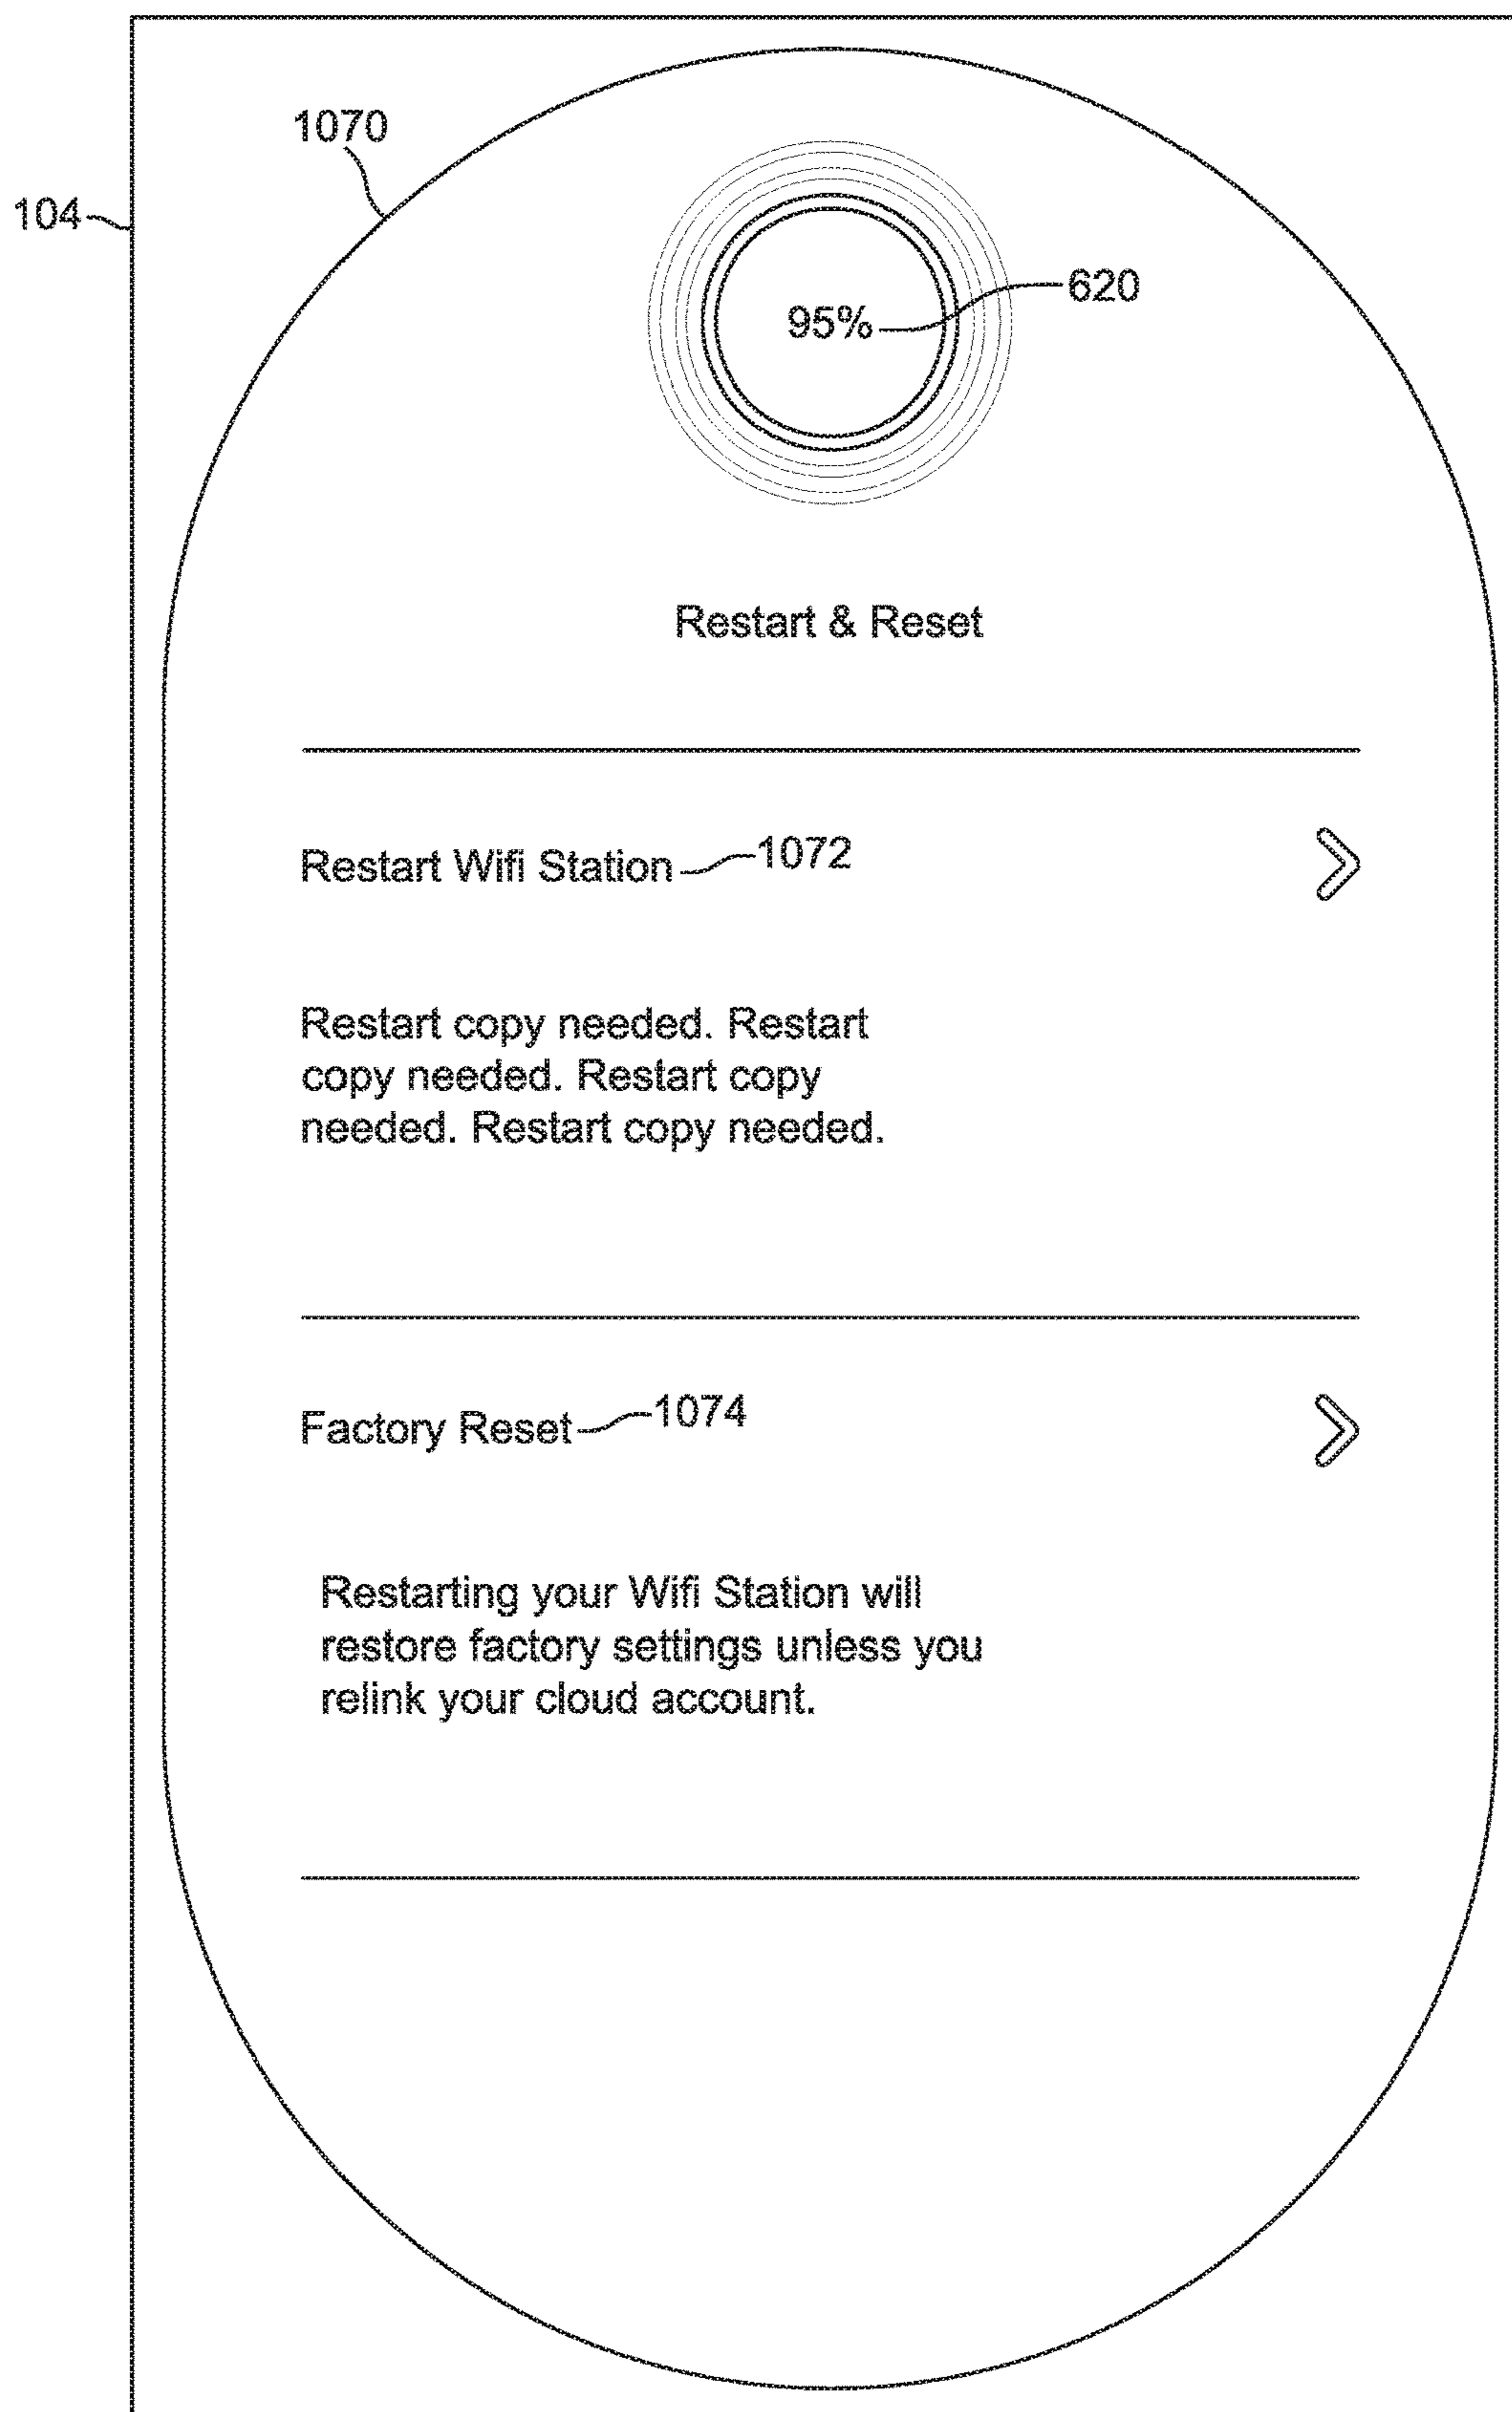 1070
104
620
95%
Restart & Reset
Restart Wifi Station 1072
Restart copy needed. Restart
copy needed. Restart copy
needed. Restart copy needed.
Factory Reset 1074
Restarting your Wifi Station will
restore factory settings unless you
relink your cloud account.